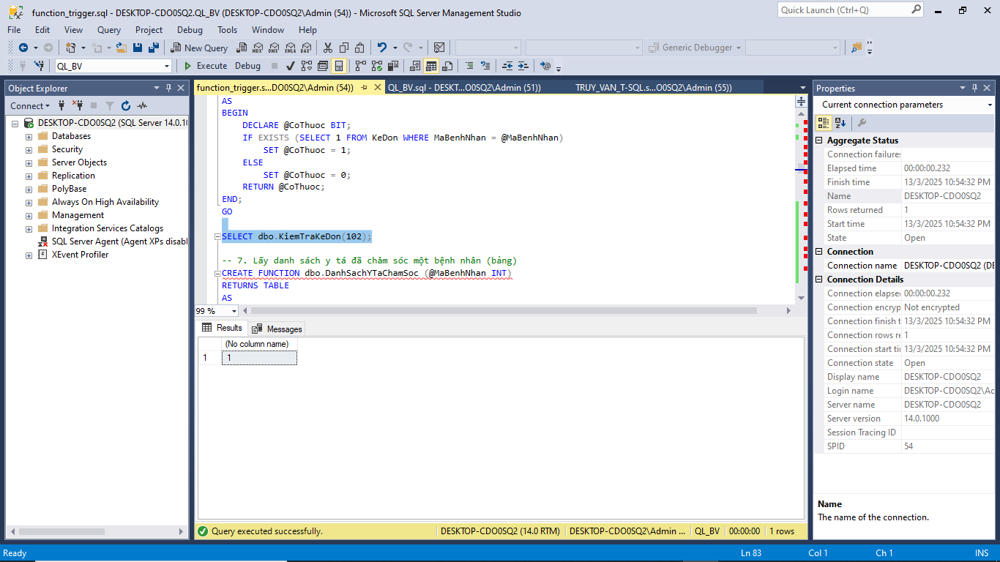 function_trigger.sql - DESKTOP-CDO0SQ2.QL_BV (DESKTOP-CDO0SQ2\Admin (54)) - Microsoft SQL Server Management Studio
Quick Launch (Ctrl+Q)
File Edit View Query Project Debug Tools Window Help
New Query MDX DMX XMLA DAX Generic Debugger
QL_BV Execute Debug
Object Explorer
Connect
DESKTOP-CDO0SQ2 (SQL Server 14.0.10
Databases
Security
Server Objects
Replication
PolyBase
Always On High Availability
Management
Integration Services Catalogs
SQL Server Agent (Agent XPs disabl
XEvent Profiler
function_trigger.s...DO0SQ2\Admin (54)) QL_BV.sql - DESKT...O0SQ2\Admin (51)) TRUY_VAN_T-SQL.s...O0SQ2\Admin (55))
AS
BEGIN
DECLARE @CoThuoc BIT;
IF EXISTS (SELECT 1 FROM KeDon WHERE MaBenhNhan = @MaBenhNhan)
SET @CoThuoc = 1;
ELSE
SET @CoThuoc = 0;
RETURN @CoThuoc;
END;
GO
SELECT dbo.KiemTraKeDon(102);
-- 7. Lấy danh sách y tá đã chăm sóc một bệnh nhân (bảng)
CREATE FUNCTION dbo.DanhSachYTaChamSoc (@MaBenhNhan INT)
RETURNS TABLE
AS
99 %
Results Messages
(No column name)
1 1
Query executed successfully. DESKTOP-CDO0SQ2 (14.0 RTM) DESKTOP-CDO0SQ2\Admin ... QL_BV 00:00:00 1 rows
Properties
Current connection parameters
Aggregate Status
Connection failures
Elapsed time 00:00:00.232
Finish time 13/3/2025 10:54:32 PM
Name DESKTOP-CDO0SQ2
Rows returned 1
Start time 13/3/2025 10:54:32 PM
State Open
Connection
Connection name DESKTOP-CDO0SQ2 (DE
Connection Details
Connection elapse 00:00:00.232
Connection encryp Not encrypted
Connection finish t 13/3/2025 10:54:32 PM
Connection rows re 1
Connection start ti 13/3/2025 10:54:32 PM
Connection state Open
Display name DESKTOP-CDO0SQ2
Login name DESKTOP-CDO0SQ2\Ad
Server name DESKTOP-CDO0SQ2
Server version 14.0.1000
Session Tracing ID
SPID 54
Name
The name of the connection.
Ready Ln 83 Col 1 Ch 1 INS